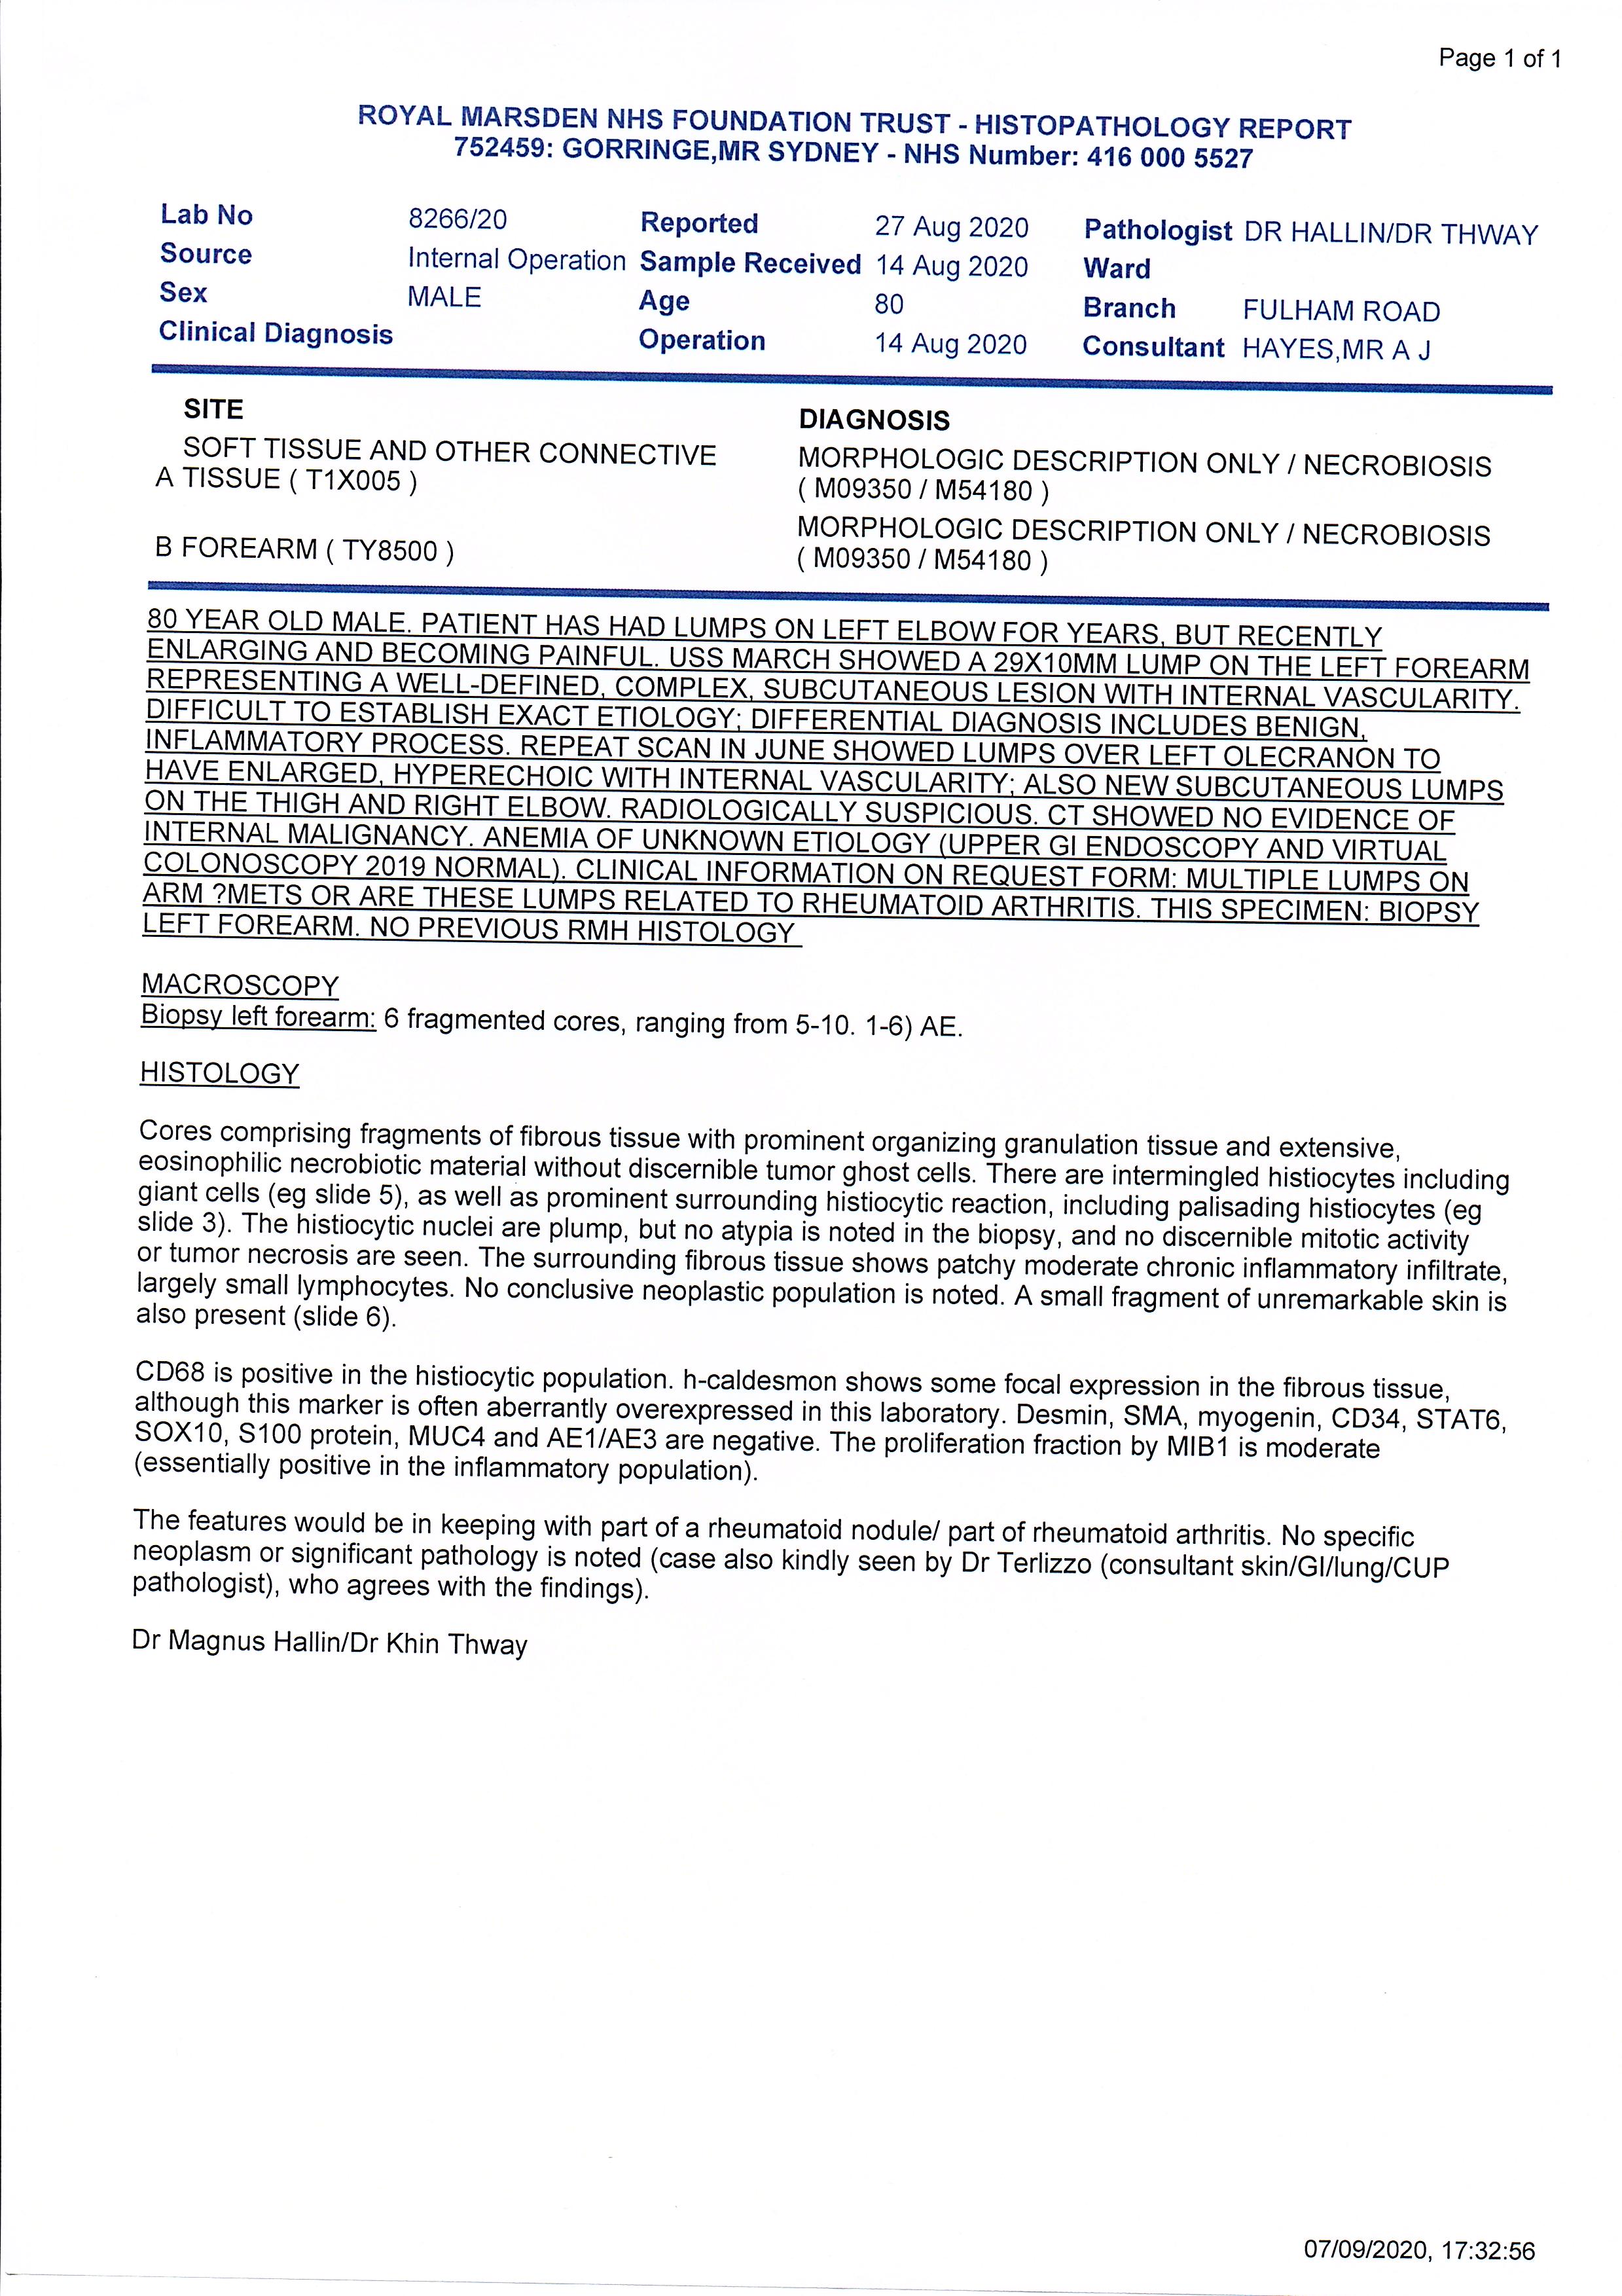 Page 1 of 1
ROYAL MARSDEN NHS FOUNDATION TRUST - HISTOPATHOLOGY REPORT
752459: GORRINGE,MR SYDNEY - NHS Number: 416 000 5527
Lab No 8266/20 Reported 27 Aug 2020 Pathologist DR HALLIN/DR THWAY
Source Internal Operation Sample Received 14 Aug 2020 Ward
Sex MALE Age 80 Branch FULHAM ROAD
Clinical Diagnosis Operation 14 Aug 2020 Consultant HAYES,MR A J
SITE DIAGNOSIS
SOFT TISSUE AND OTHER CONNECTIVE MORPHOLOGIC DESCRIPTION ONLY / NECROBIOSIS
A TISSUE ( T1X005 ) ( M09350 / M54180 )
MORPHOLOGIC DESCRIPTION ONLY / NECROBIOSIS
B FOREARM ( TY8500 ) ( M09350 / M54180 )
80 YEAR OLD MALE. PATIENT HAS HAD LUMPS ON LEFT ELBOW FOR YEARS, BUT RECENTLY
ENLARGING AND BECOMING PAINFUL. USS MARCH SHOWED A 29X10MM LUMP ON THE LEFT FOREARM
REPRESENTING A WELL-DEFINED, COMPLEX, SUBCUTANEOUS LESION WITH INTERNAL VASCULARITY.
DIFFICULT TO ESTABLISH EXACT ETIOLOGY; DIFFERENTIAL DIAGNOSIS INCLUDES BENIGN,
INFLAMMATORY PROCESS. REPEAT SCAN IN JUNE SHOWED LUMPS OVER LEFT OLECRANON TO
HAVE ENLARGED, HYPERECHOIC WITH INTERNAL VASCULARITY; ALSO NEW SUBCUTANEOUS LUMPS
ON THE THIGH AND RIGHT ELBOW. RADIOLOGICALLY SUSPICIOUS. CT SHOWED NO EVIDENCE OF
INTERNAL MALIGNANCY. ANEMIA OF UNKNOWN ETIOLOGY (UPPER GI ENDOSCOPY AND VIRTUAL
COLONOSCOPY 2019 NORMAL). CLINICAL INFORMATION ON REQUEST FORM: MULTIPLE LUMPS ON
ARM ?METS OR ARE THESE LUMPS RELATED TO RHEUMATOID ARTHRITIS. THIS SPECIMEN: BIOPSY
LEFT FOREARM. NO PREVIOUS RMH HISTOLOGY
MACROSCOPY
Biopsy left forearm: 6 fragmented cores, ranging from 5-10. 1-6) AE.
HISTOLOGY
Cores comprising fragments of fibrous tissue with prominent organizing granulation tissue and extensive,
eosinophilic necrobiotic material without discernible tumor ghost cells. There are intermingled histiocytes including
giant cells (eg slide 5), as well as prominent surrounding histiocytic reaction, including palisading histiocytes (eg
slide 3). The histiocytic nuclei are plump, but no atypia is noted in the biopsy, and no discernible mitotic activity
or tumor necrosis are seen. The surrounding fibrous tissue shows patchy moderate chronic inflammatory infiltrate,
largely small lymphocytes. No conclusive neoplastic population is noted. A small fragment of unremarkable skin is
also present (slide 6).
CD68 is positive in the histiocytic population. h-caldesmon shows some focal expression in the fibrous tissue,
although this marker is often aberrantly overexpressed in this laboratory. Desmin, SMA, myogenin, CD34, STAT6,
SOX10, S100 protein, MUC4 and AE1/AE3 are negative. The proliferation fraction by MIB1 is moderate
(essentially positive in the inflammatory population).
The features would be in keeping with part of a rheumatoid nodule/ part of rheumatoid arthritis. No specific
neoplasm or significant pathology is noted (case also kindly seen by Dr Terlizzo (consultant skin/GI/lung/CUP
pathologist), who agrees with the findings).
Dr Magnus Hallin/Dr Khin Thway
07/09/2020, 17:32:56